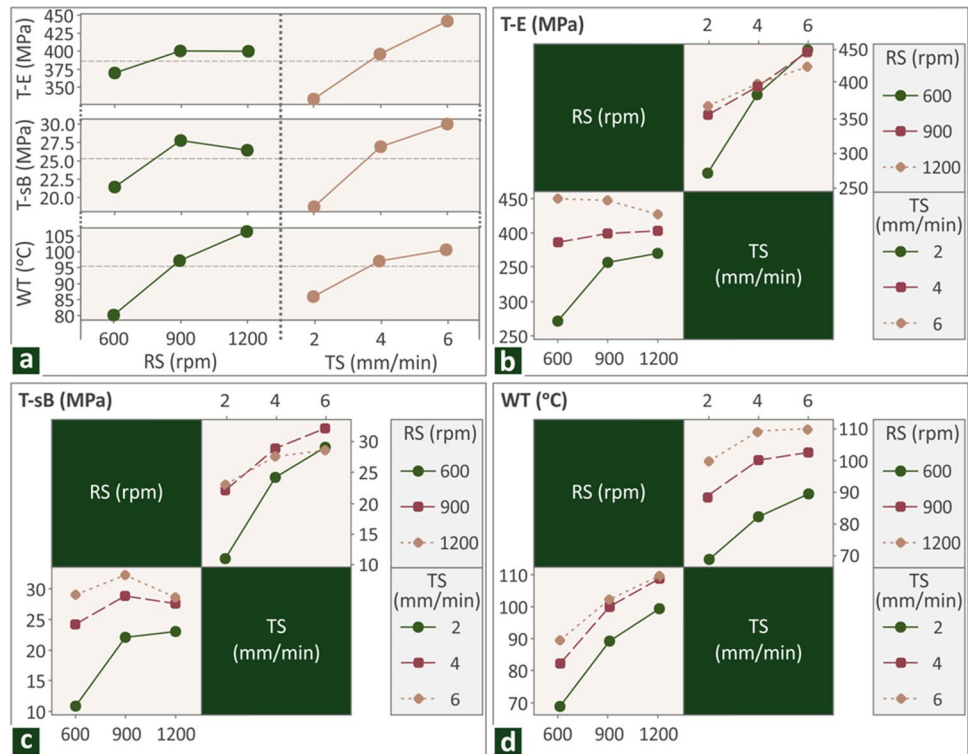 T-E (MPa)
450
425
400
375
350
T-sB (MPa)
30.0
27.5
25.0
22.5
20.0
WT (°C)
105
100
95
90
85
80
600 900 1200 2 4 6
RS (rpm) TS (mm/min)
a
T-E (MPa)
2 4 6
RS (rpm)
450
400
350
300
250
RS (rpm)
600
900
1200
450
400
250
300
250
TS
(mm/min)
TS
(mm/min)
2
4
6
600 900 1200
b
T-sB (MPa)
2 4 6
RS (rpm)
30
25
20
15
10
RS (rpm)
600
900
1200
30
25
20
15
10
TS
(mm/min)
TS
(mm/min)
2
4
6
600 900 1200
c
WT (°C)
2 4 6
RS (rpm)
110
100
90
80
70
RS (rpm)
600
900
1200
110
100
90
80
70
TS
(mm/min)
TS
(mm/min)
2
4
6
600 900 1200
d